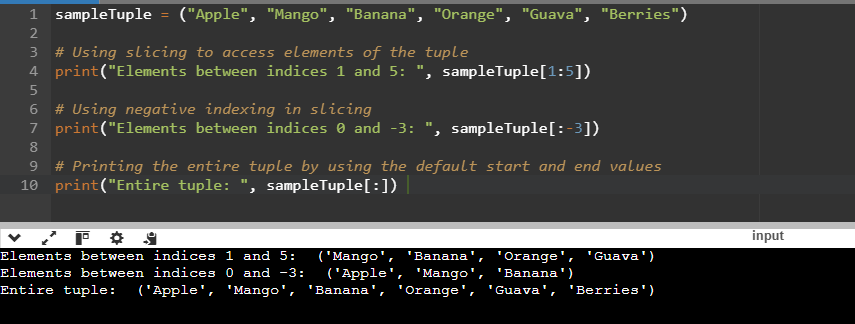 1 sampleTuple = ("Apple", "Mango", "Banana", "Orange", "Guava", "Berries")
2
3 # Using slicing to access elements of the tuple
4 print("Elements between indices 1 and 5: ", sampleTuple[1:5])
5
6 # Using negative indexing in slicing
7 print("Elements between indices 0 and -3: ", sampleTuple[:-3])
8
9 # Printing the entire tuple by using the default start and end values
10 print("Entire tuple: ", sampleTuple[:])
input
Elements between indices 1 and 5:  ('Mango', 'Banana', 'Orange', 'Guava')
Elements between indices 0 and -3:  ('Apple', 'Mango', 'Banana')
Entire tuple:  ('Apple', 'Mango', 'Banana', 'Orange', 'Guava', 'Berries')